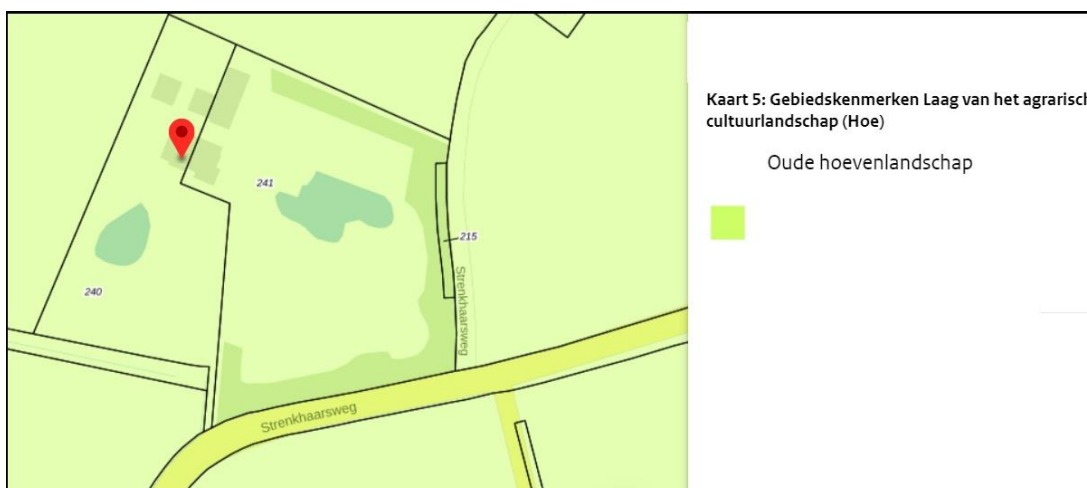 Kaart 5: Gebiedskenmerken Laag van het agrarisch
cultuurlandschap (Hoe)
Oude hoevenlandschap
241
215
240
Strenkhaarsweg
Strenkhaarsweg